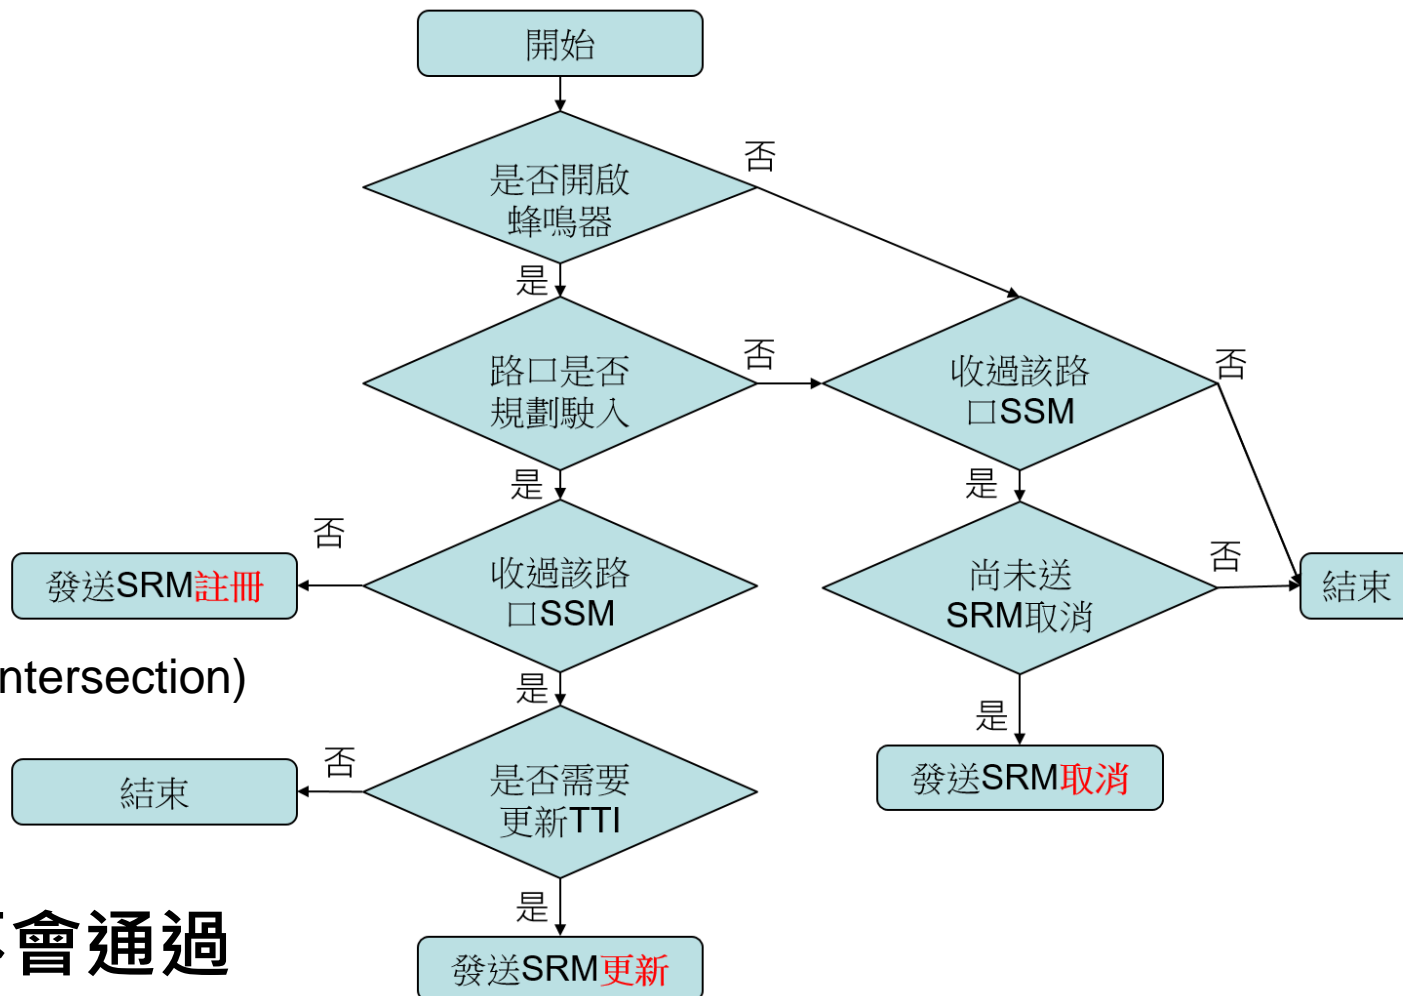 開始
否
是否開啟
蜂鳴器
是
路口是否
規劃駛入
否
收過該路
口SSM
否
是
是
否
收過該路
口SSM
發送SRM註冊
尚未送
SRM取消
否
結束
ntersection)
是
是
否
是否需要
更新TTI
結束
發送SRM取消
是
會通過
發送SRM更新